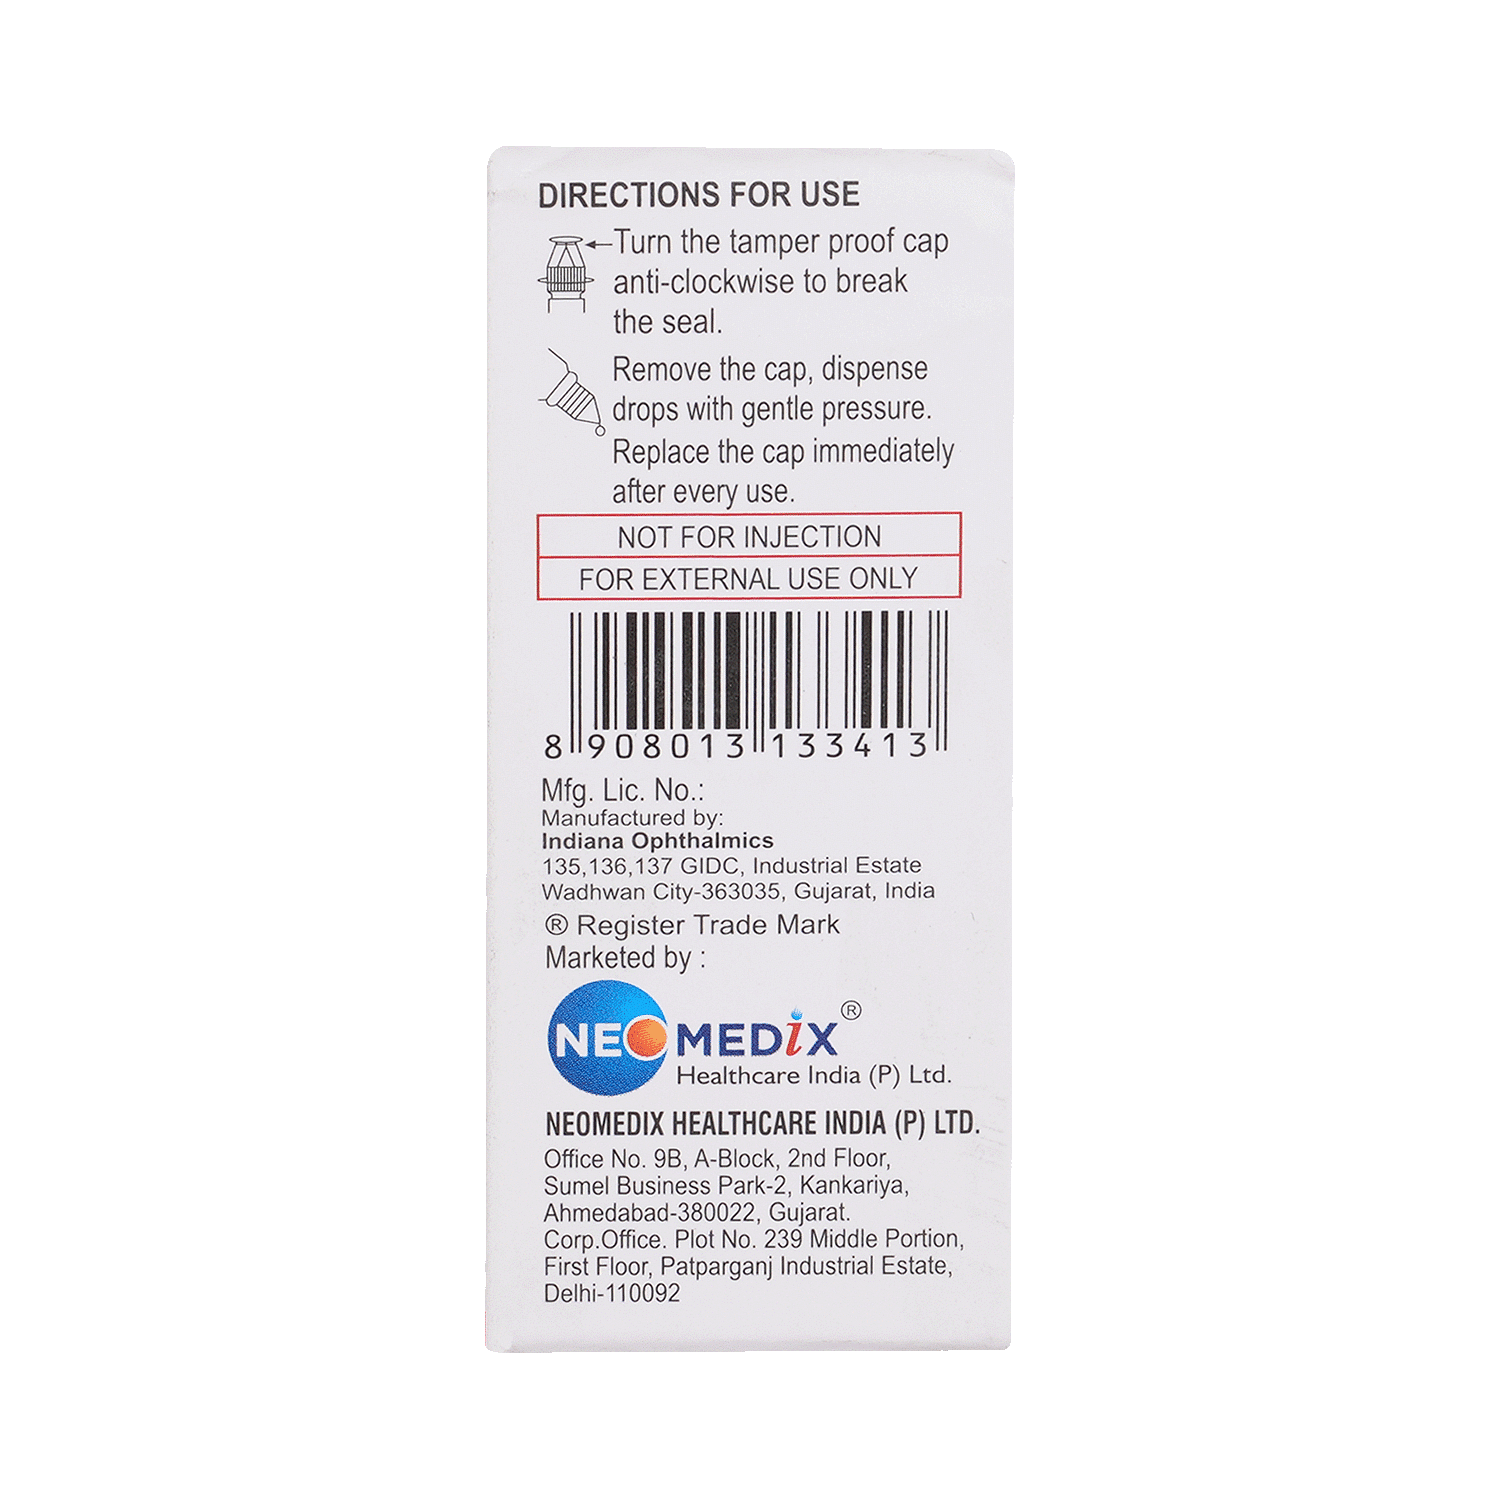 DIRECTIONS FOR USE
Turn the tamper proof cap
anti-clockwise to break
the seal.
Remove the cap, dispense
drops with gentle pressure.
Replace the cap immediately
after every use.
NOT FOR INJECTION
FOR EXTERNAL USE ONLY
8 908013 133413
Mfg. Lic. No.:
Manufactured by:
Indiana Ophthalmics
135,136,137 GIDC, Industrial Estate
Wadhwan City-363035, Gujarat, India
® Register Trade Mark
Marketed by :
NEOMEDiX®
Healthcare India (P) Ltd.
NEOMEDIX HEALTHCARE INDIA (P) LTD.
Office No. 9B, A-Block, 2nd Floor,
Sumel Business Park-2, Kankariya,
Ahmedabad-380022, Gujarat.
Corp.Office. Plot No. 239 Middle Portion,
First Floor, Patparganj Industrial Estate,
Delhi-110092